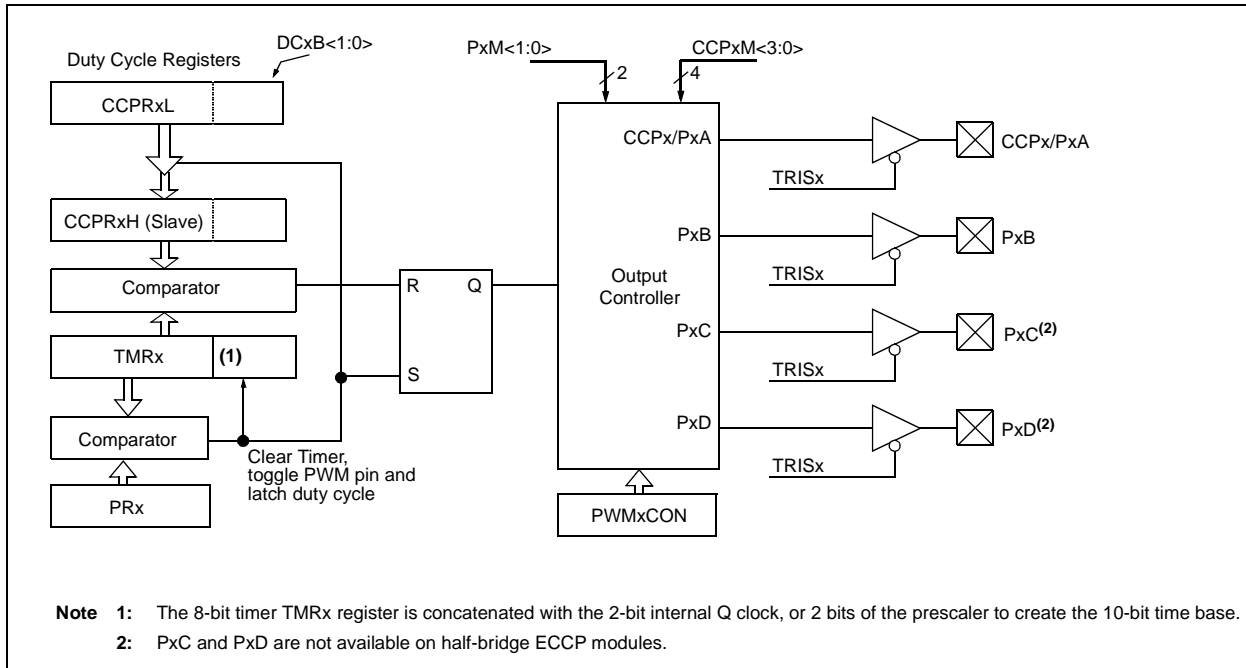 DCxB<1:0>
Duty Cycle Registers
CCPRxL
CCPRxH (Slave)
Comparator
TMRx
(1)
Comparator
PRx
Clear Timer,
toggle PWM pin and
latch duty cycle
R
Q
S
PxM<1:0>
2
CCPxM<3:0>
4
CCPx/PxA
PxB
Output
Controller
PxC
PxD
PWMxCON
TRISx
CCPx/PxA
TRISx
PxB
TRISx
PxC(2)
TRISx
PxD(2)
Note 1: The 8-bit timer TMRx register is concatenated with the 2-bit internal Q clock, or 2 bits of the prescaler to create the 10-bit time base.
2: PxC and PxD are not available on half-bridge ECCP modules.